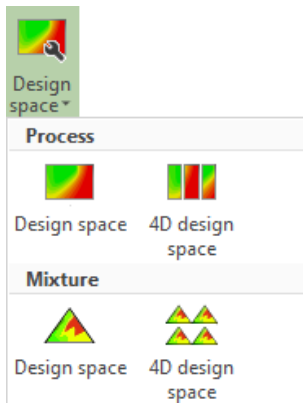 Design
space
Process
Design space
4D design
space
Mixture
Design space
4D design
space